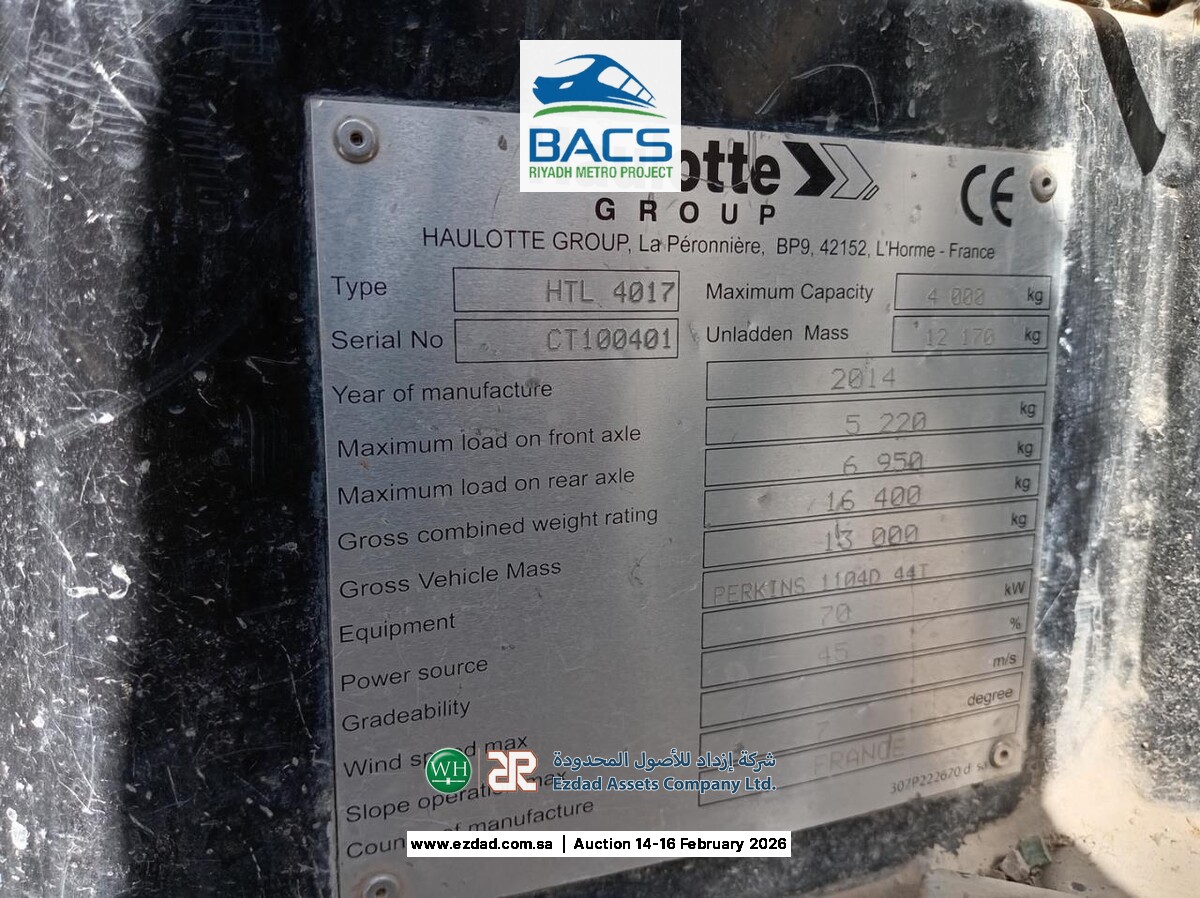 BACS
RIYADH METRO PROJECT
otte
GROUP
CE
HAULOTTE GROUP, La Péronnière, BP9, 42152, L'Horme - France
Type HTL 4017 Maximum Capacity 4 000 kg
Serial No CT100401 Unladden Mass 12 170 kg
Year of manufacture 2014
Maximum load on front axle 5 220 kg
Maximum load on rear axle 6 950 kg
Gross combined weight rating 16 400 kg
Gross Vehicle Mass 13 000 kg
Equipment PERKINS 1104D 44T
Power source 70 kW
Gradeability 45 %
Wind sp d max m/s
Slope operati max 7 degree
Coun of manufacture FRANCE
307P222670 d
WH
شركة إزداد للأصول المحدودة
Ezdad Assets Company Ltd.
www.ezdad.com.sa | Auction 14-16 February 2026